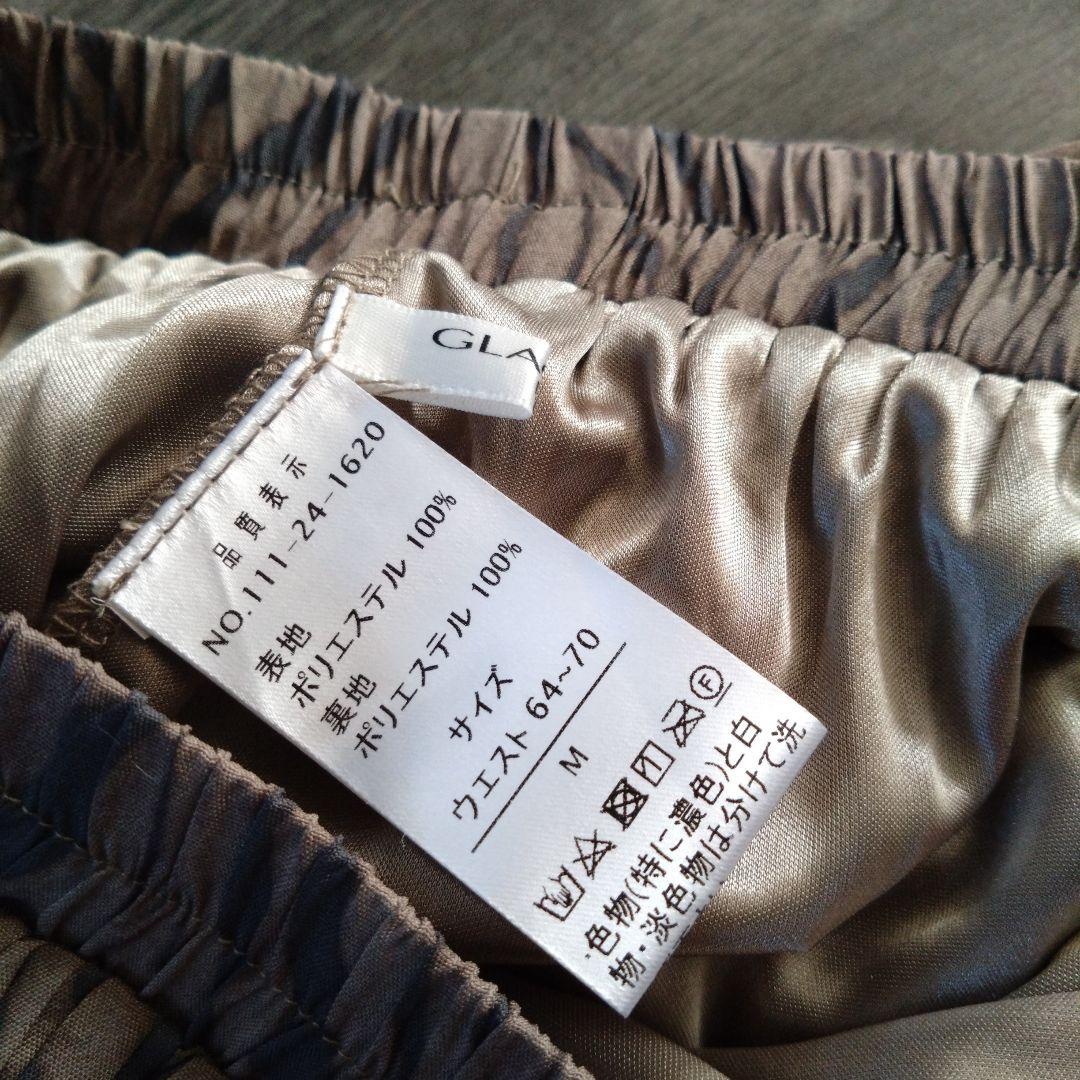 GLA
品質表示
NO.111-24-1620
表地
ポリエステル 100%
裏地
ポリエステル 100%
サイズ
ウエスト 64~70
M
F
色物(特に濃色)と白
物・淡色物は分けて洗